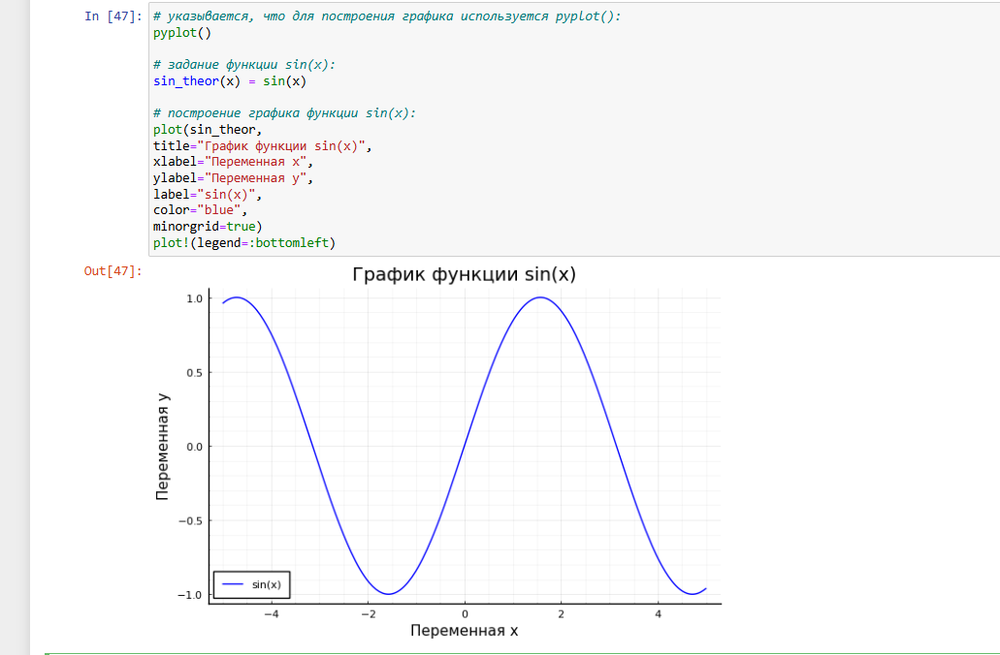 In [47]: # указывается, что для построения графика используется pyplot():
pyplot()
# задание функции sin(x):
sin_theor(x) = sin(x)
# построение графика функции sin(x):
plot(sin_theor,
title="График функции sin(x)",
xlabel="Переменная x",
ylabel="Переменная y",
label="sin(x)",
color="blue",
minorgrid=true)
plot!(legend=:bottomleft)
Out[47]:
График функции sin(x)
Переменная y
1.0
0.5
0.0
−0.5
−1.0
sin(x)
−4 −2 0 2 4
Переменная x